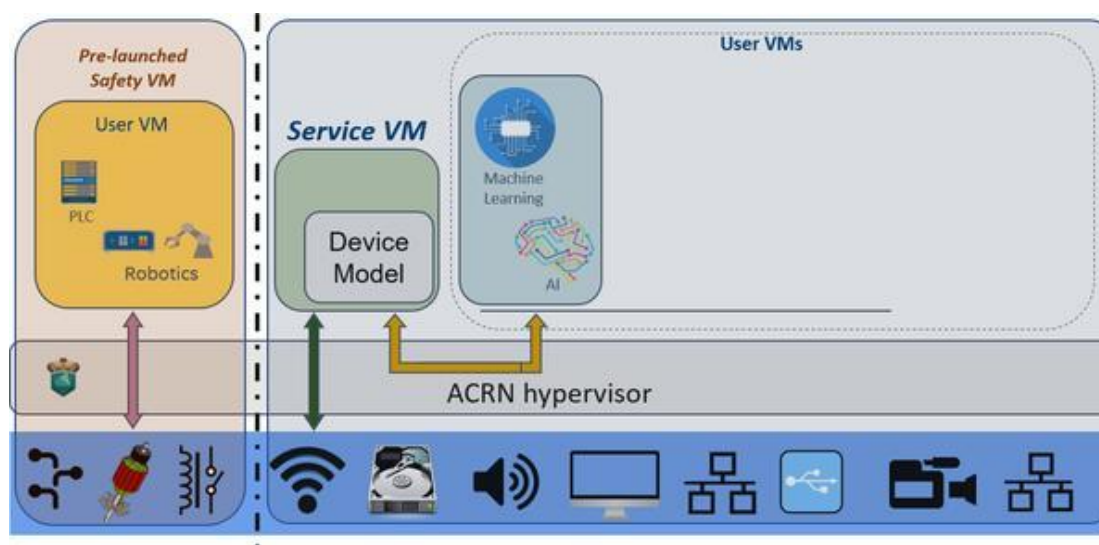 Pre-launched
Safety VM
User VM
PLC
Robotics
Service VM
Device
Model
User VMs
Machine
Learning
AI
ACRN hypervisor